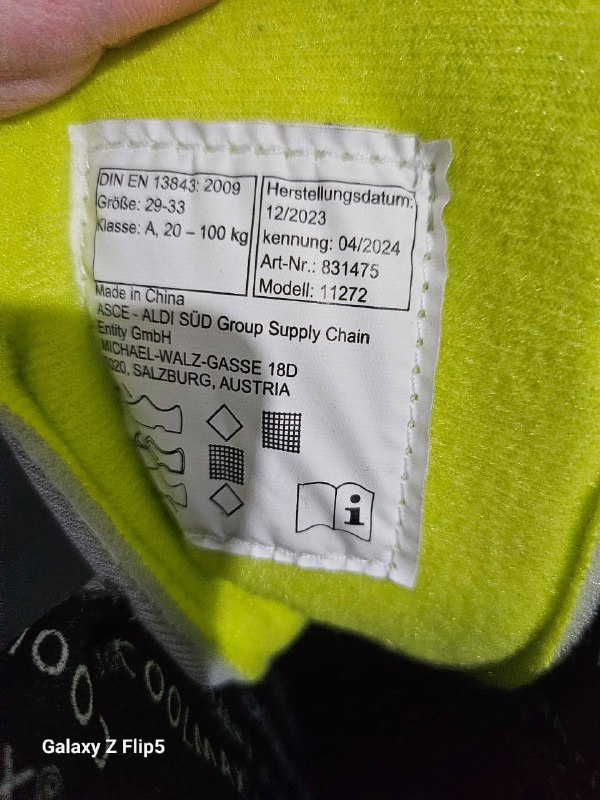 DIN EN 13843: 2009
Größe: 29-33
Klasse: A, 20 – 100 kg
Herstellungsdatum:
12/2023
kennung: 04/2024
Art-Nr.: 831475
Modell: 11272
Made in China
ASCE - ALDI SÜD Group Supply Chain
Entity GmbH
MICHAEL-WALZ-GASSE 18D
5020, SALZBURG, AUSTRIA
i
Galaxy Z Flip5